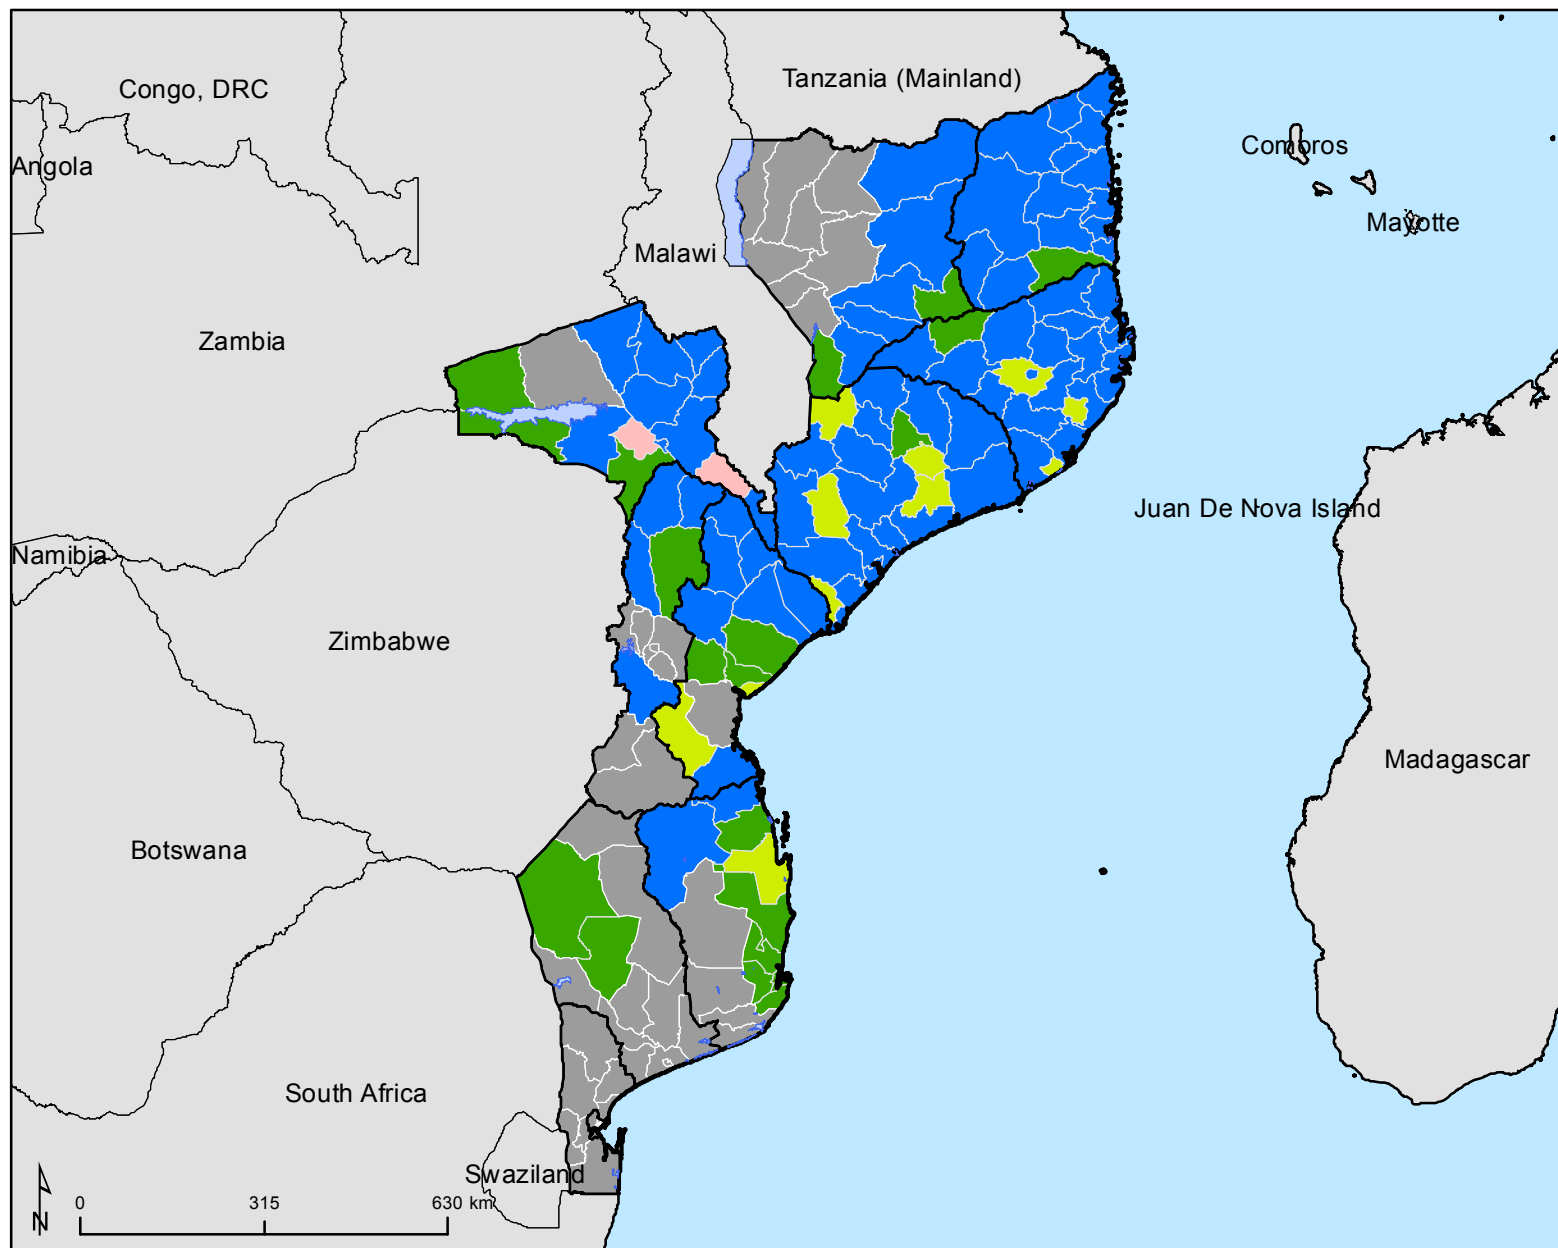 Tanzania (Mainland)
Congo, DRC
Comoros
Angola
Mayotte
Malawi
Zambia
Juan De Nova Island
Namibia
Zimbabwe
Madagascar
Botswana
South Africa
Swaziland
0 315 630 km
N